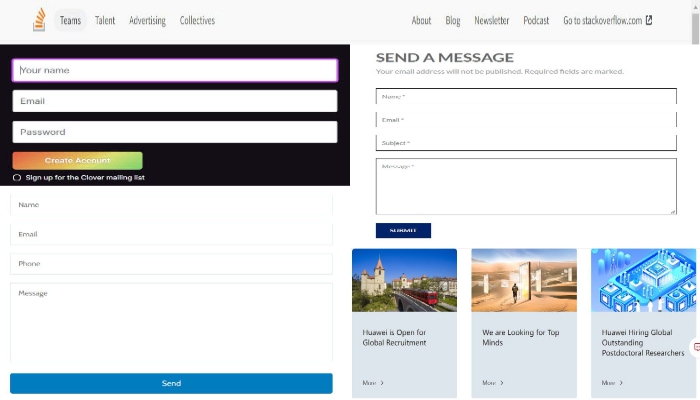 Teams Talent Advertising Collectives About Blog Newsletter Podcast Go to stackoverflow.com
Your name
Email
Password
Create Account
Sign up for the Clover mailing list
SEND A MESSAGE
Your email address will not be published. Required fields are marked.
Name *
Email *
Subject *
Message *
SUBMIT
Name
Email
Phone
Message
Send
Huawei is Open for
Global Recruitment
More >
We are Looking for Top
Minds
More >
Huawei Hiring Global
Outstanding
Postdoctoral Researchers
More >